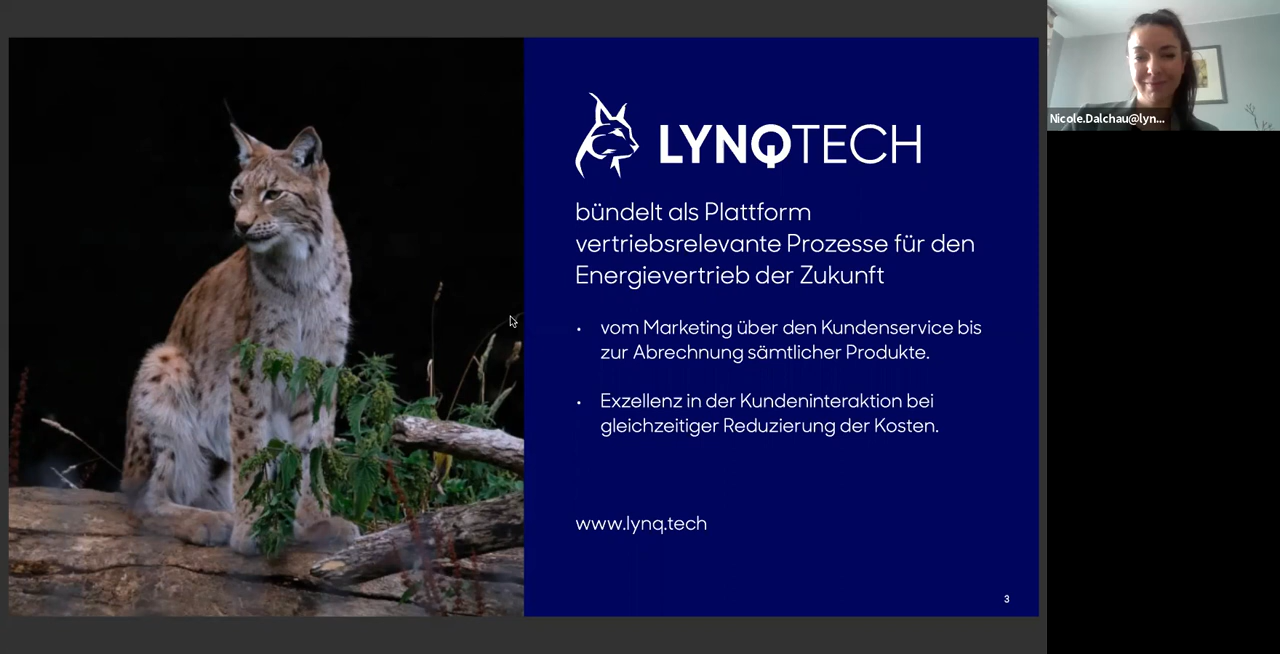 LYNQTECH
bündelt als Plattform
vertriebsrelevante Prozesse für den
Energievertrieb der Zukunft
• vom Marketing über den Kundenservice bis
zur Abrechnung sämtlicher Produkte.
• Exzellenz in der Kundeninteraktion bei
gleichzeitiger Reduzierung der Kosten.
www.lynq.tech
3
Nicole.Dalchau@lyn...